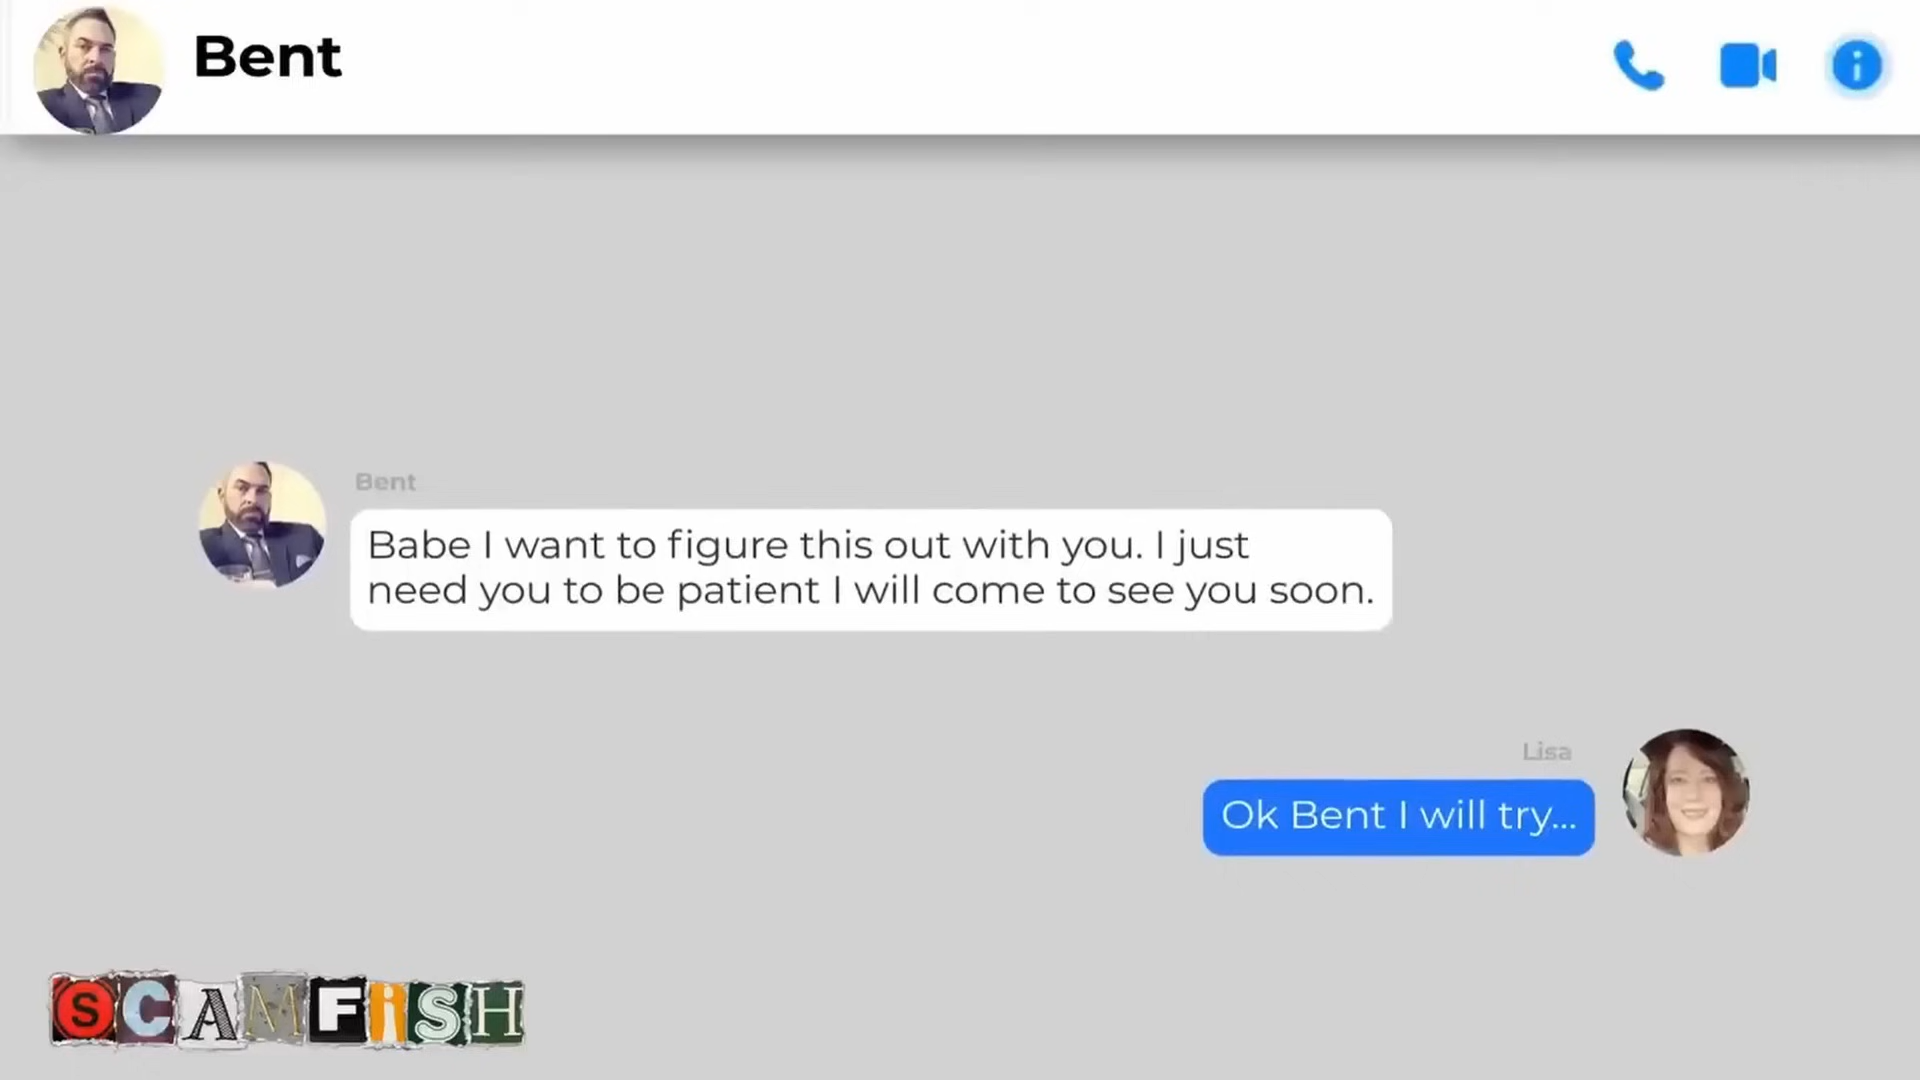 Bent
Bent
Babe I want to figure this out with you. I just
need you to be patient I will come to see you soon.
Lisa
Ok Bent I will try...
SCAMFiSH